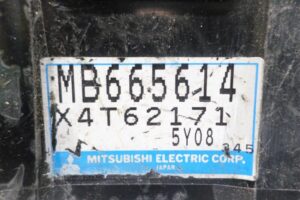 MB665614
X4T62171
5Y08
345
MITSUBISHI ELECTRIC CORP.
JAPAN